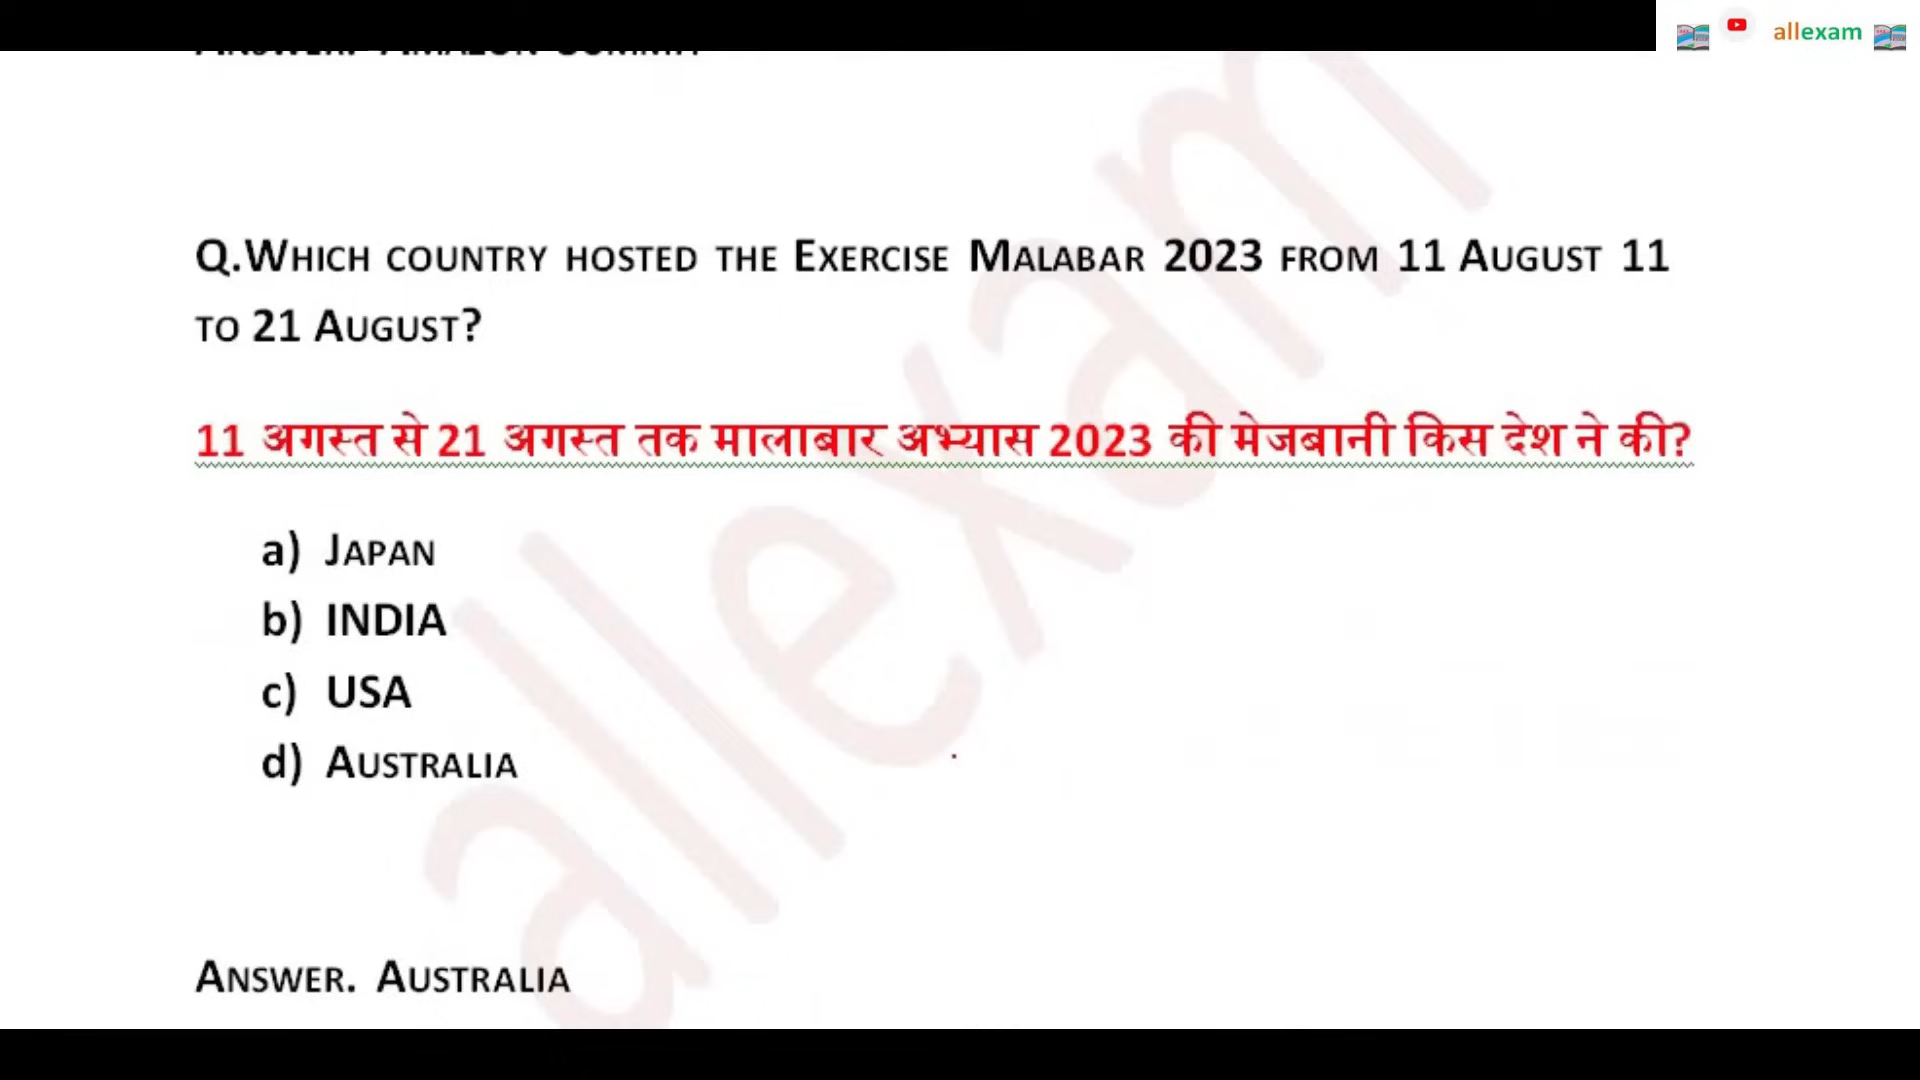 allexam
Q.Which country hosted the Exercise Malabar 2023 from 11 August 11
to 21 August?
11 अगस्त से 21 अगस्त तक मालाबार अभ्यास 2023 की मेजबानी किस देश ने की?
a) Japan
b) INDIA
c) USA
d) Australia
Answer. Australia
allexam